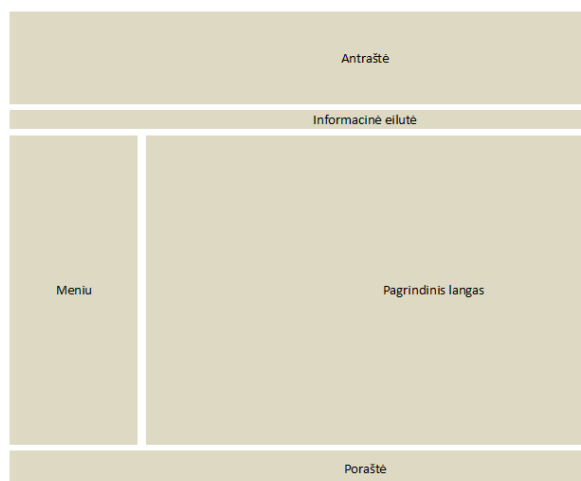 Antraštė
Informacinė eilutė
Meniu
Pagrindinis langas
Poraštė